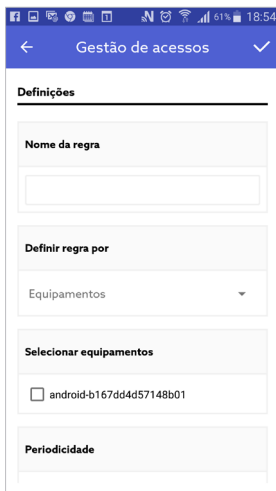 61% 18:54
Gestão de acessos
Definições
Nome da regra
Definir regra por
Equipamentos
Selecionar equipamentos
android-b167dd4d57148b01
Periodicidade